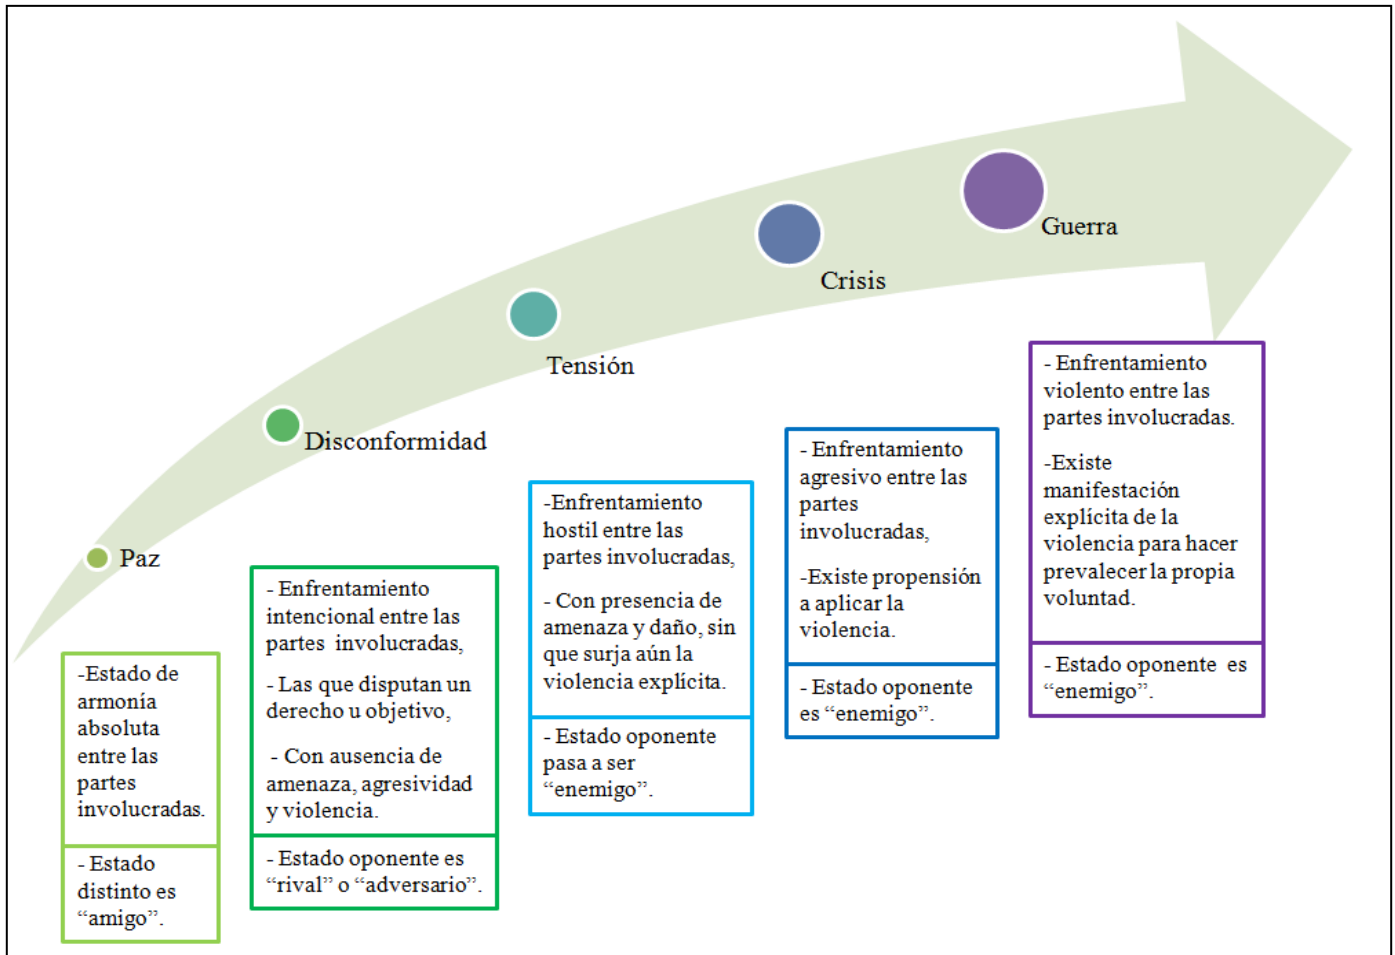 Paz
-Estado de
armonía
absoluta
entre las
partes
involucradas.
- Estado
distinto es
“amigo”.
Disconformidad
- Enfrentamiento
intencional entre las
partes involucradas,
- Las que disputan un
derecho u objetivo,
- Con ausencia de
amenaza, agresividad
y violencia.
- Estado oponente es
“rival” o “adversario”.
Tensión
-Enfrentamiento
hostil entre las
partes involucradas,
- Con presencia de
amenaza y daño, sin
que surja aún la
violencia explícita.
- Estado oponente
pasa a ser
“enemigo”.
Crisis
- Enfrentamiento
agresivo entre las
partes
involucradas,
-Existe propensión
a aplicar la
violencia.
- Estado oponente
es “enemigo”.
Guerra
- Enfrentamiento
violento entre las
partes involucradas.
-Existe
manifestación
explícita de la
violencia para hacer
prevalecer la propia
voluntad.
- Estado oponente es
“enemigo”.